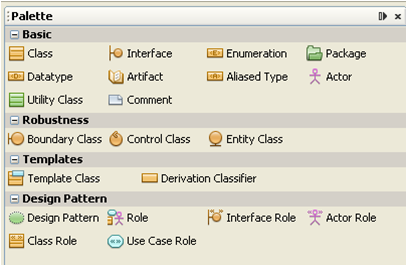 Palette
Basic
Class Interface Enumeration Package
Datatype Artifact Aliased Type Actor
Utility Class Comment
Robustness
Boundary Class Control Class Entity Class
Templates
Template Class Derivation Classifier
Design Pattern
Design Pattern Role Interface Role Actor Role
Class Role Use Case Role